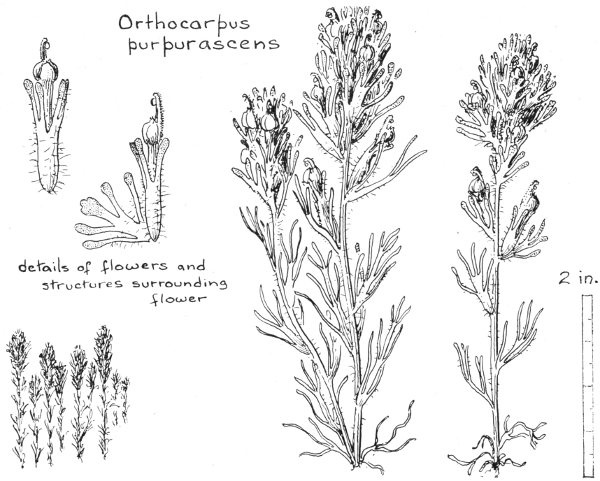 Orthocarpus
purpurascens
details of flowers and
structures surrounding
flower
2 in.